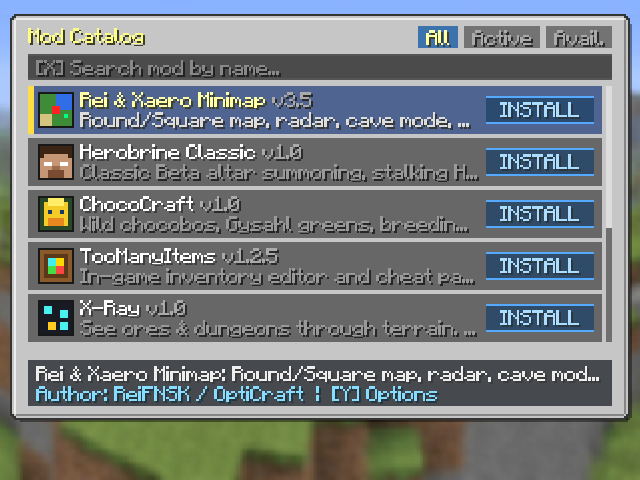 Mod Catalog
All Active Avail.
[X] Search mod by name...
Rei & Xaero Minimap v3.5
Round/Square map, radar, cave mode, ...
INSTALL
Herobrine Classic v1.0
Classic Beta altar summoning, stalking H...
INSTALL
ChocoCraft v1.0
Wild chocobos, Gysahl greens, breedin...
INSTALL
TooManyItems v1.2.5
In-game inventory editor and cheat pa...
INSTALL
X-Ray v1.0
See ores & dungeons through terrain. ...
INSTALL
Rei & Xaero Minimap: Round/Square map, radar, cave mod...
Author: ReiFNSK / OptiCraft ¦ [Y] Options